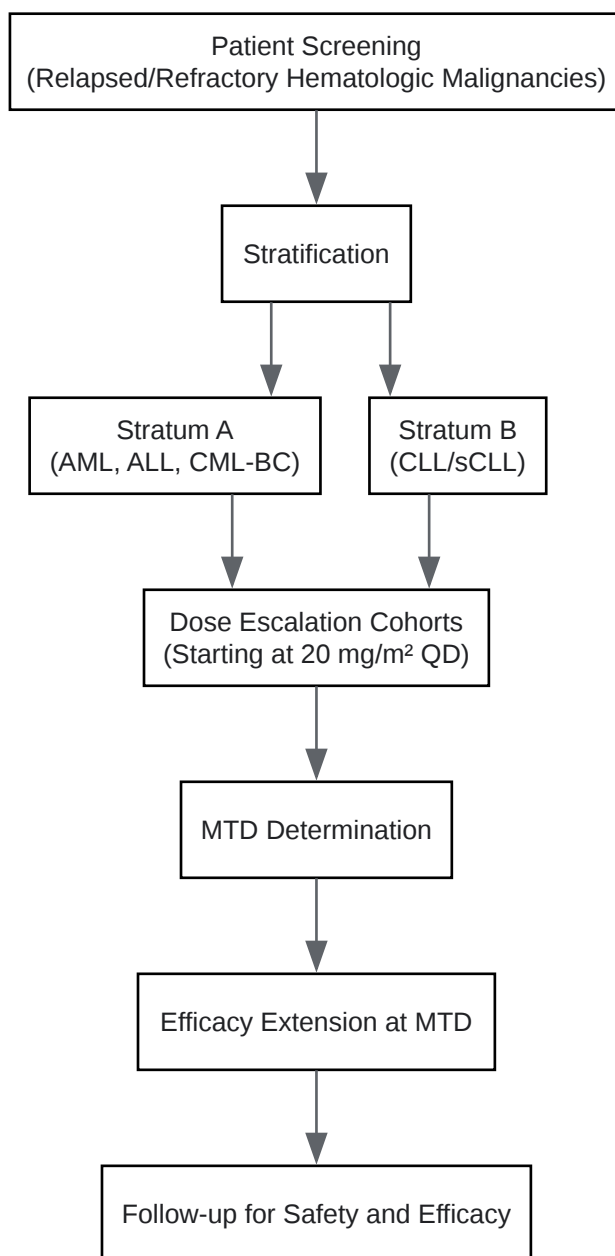 Patient Screening
(Relapsed/Refractory Hematologic Malignancies)
Stratification
Stratum A
(AML, ALL, CML-BC)
Stratum B
(CLL/sCLL)
Dose Escalation Cohorts
(Starting at 20 mg/m² QD)
MTD Determination
Efficacy Extension at MTD
Follow-up for Safety and Efficacy